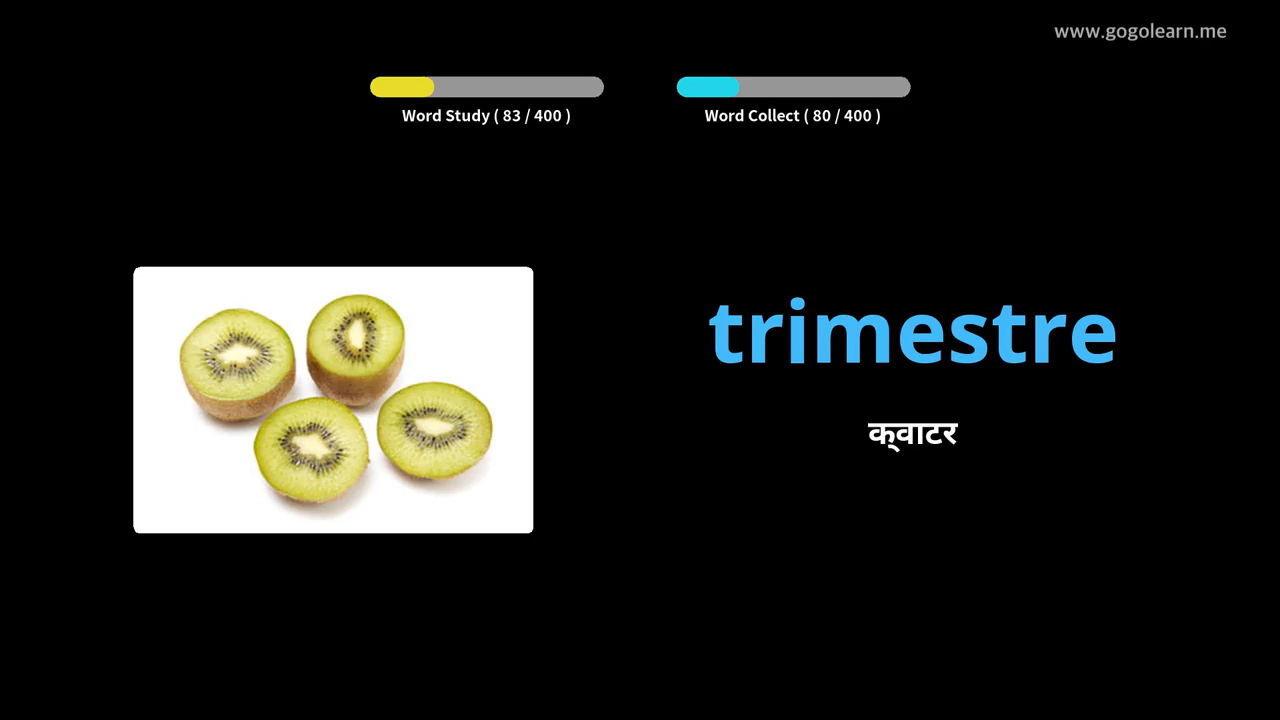 www.gogolearn.me
Word Study ( 83 / 400 )
Word Collect ( 80 / 400 )
trimestre
क्वाटर